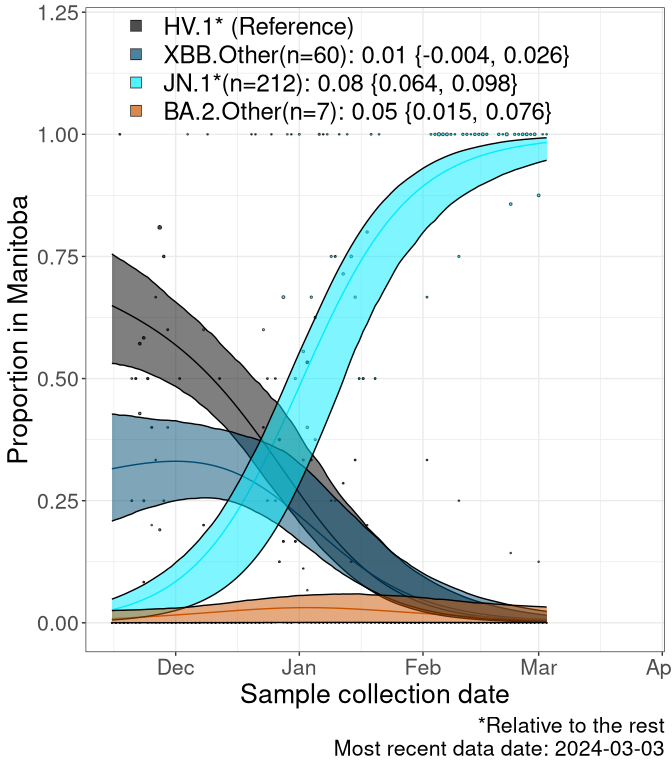 HV.1* (Reference)
XBB.Other(n=60): 0.01 {-0.004, 0.026}
JN.1*(n=212): 0.08 {0.064, 0.098}
BA.2.Other(n=7): 0.05 {0.015, 0.076}
1.25
1.00
0.75
0.50
0.25
0.00
Proportion in Manitoba
Dec Jan Feb Mar Ap
Sample collection date
*Relative to the rest
Most recent data date: 2024-03-03